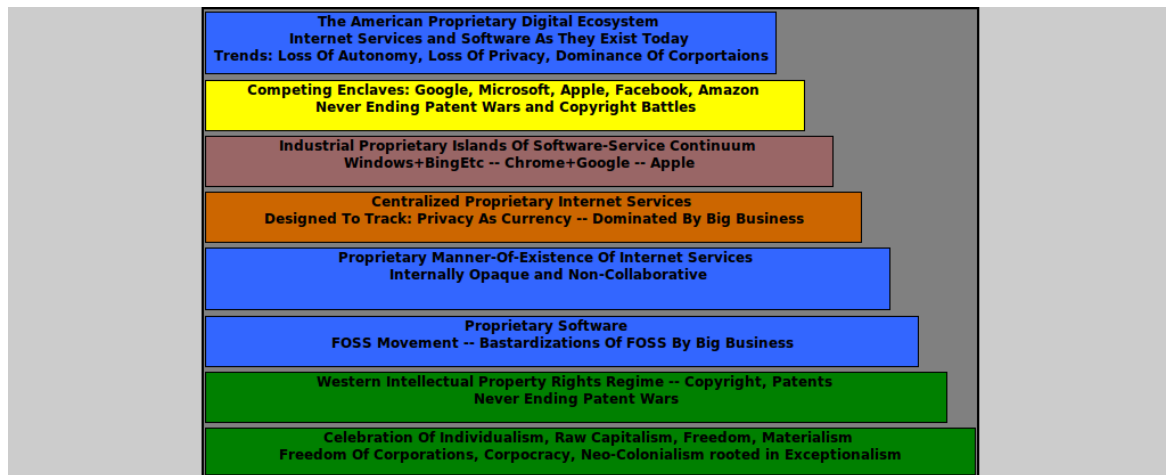 The American Proprietary Digital Ecosystem
Internet Services and Software As They Exist Today
Trends: Loss Of Autonomy, Loss Of Privacy, Dominance Of Corportaions
Competing Enclaves: Google, Microsoft, Apple, Facebook, Amazon
Never Ending Patent Wars and Copyright Battles
Industrial Proprietary Islands Of Software-Service Continuum
Windows+BingEtc -- Chrome+Google -- Apple
Centralized Proprietary Internet Services
Designed To Track: Privacy As Currency -- Dominated By Big Business
Proprietary Manner-Of-Existence Of Internet Services
Internally Opaque and Non-Collaborative
Proprietary Software
FOSS Movement -- Bastardizations Of FOSS By Big Business
Western Intellectual Property Rights Regime -- Copyright, Patents
Never Ending Patent Wars
Celebration Of Individualism, Raw Capitalism, Freedom, Materialism
Freedom Of Corporations, Corpocracy, Neo-Colonialism rooted in Exceptionalism